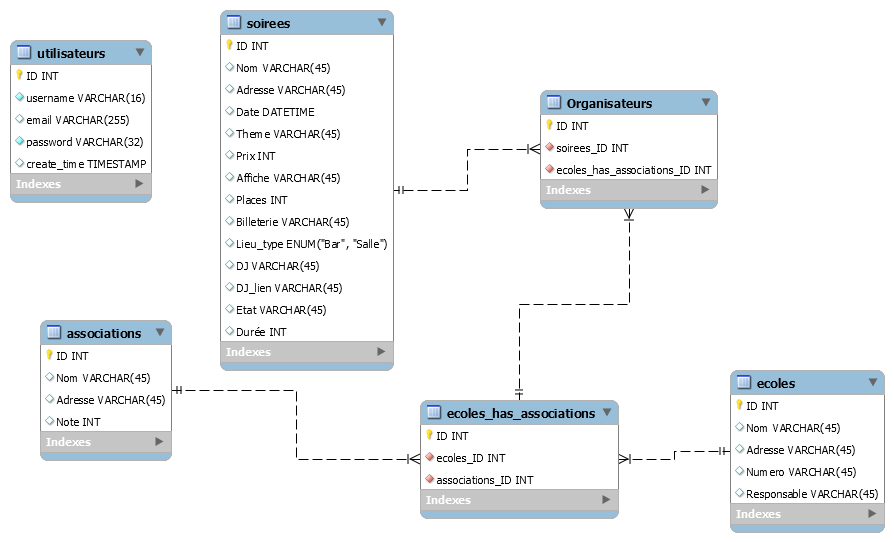 utilisateurs
ID INT
username VARCHAR(16)
email VARCHAR(255)
password VARCHAR(32)
create_time TIMESTAMP
Indexes
soirees
ID INT
Nom VARCHAR(45)
Adresse VARCHAR(45)
Date DATETIME
Theme VARCHAR(45)
Prix INT
Affiche VARCHAR(45)
Places INT
Billeterie VARCHAR(45)
Lieu_type ENUM("Bar", "Salle")
DJ VARCHAR(45)
DJ_lien VARCHAR(45)
Etat VARCHAR(45)
Durée INT
Indexes
Organisateurs
ID INT
soirees_ID INT
ecoles_has_associations_ID INT
Indexes
associations
ID INT
Nom VARCHAR(45)
Adresse VARCHAR(45)
Note INT
Indexes
ecoles_has_associations
ID INT
ecoles_ID INT
associations_ID INT
Indexes
ecoles
ID INT
Nom VARCHAR(45)
Adresse VARCHAR(45)
Numero VARCHAR(45)
Responsable VARCHAR(45)
Indexes